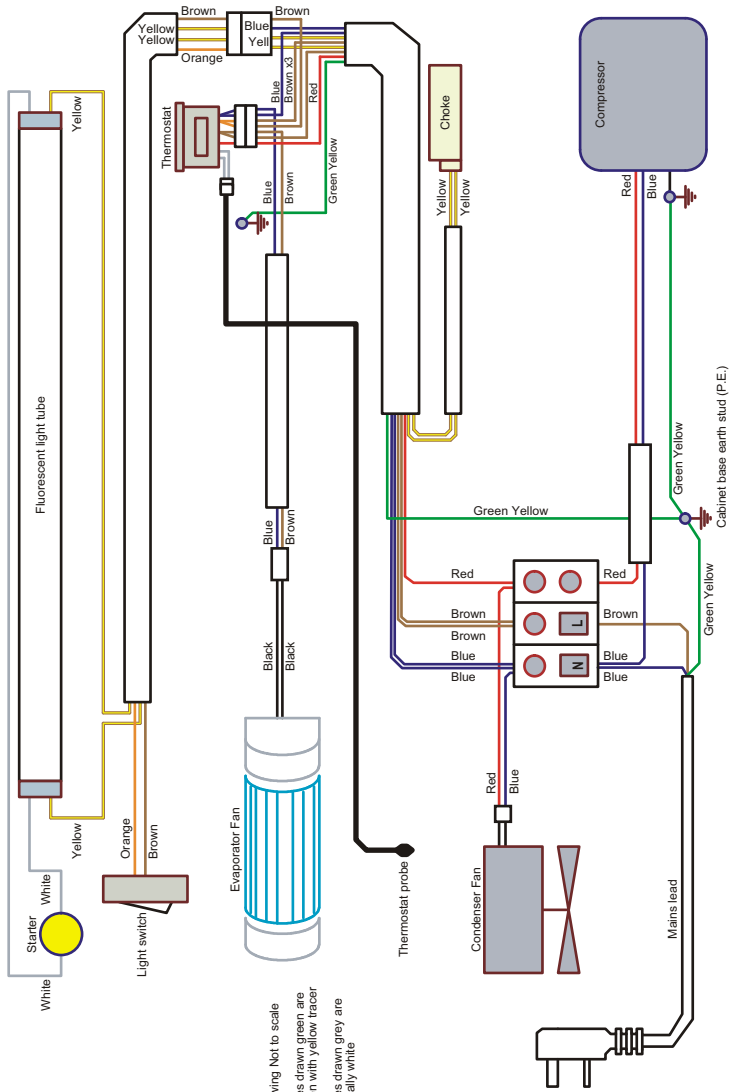 Brown
Yellow
Yellow
Orange
Blue
Yell
Thermostat
Blue
Brown x3
Red
Blue
Brown
Green Yellow
Choke
Yellow
Yellow
Compressor
Red
Blue
Yellow
Fluorescent light tube
Green Yellow
Cabinet base earth stud (P.E.)
Green Yellow
Green Yellow
Blue
Brown
Black
Black
Red
Brown
Brown
Blue
Blue
L
N
Red
Brown
Blue
Blue
Yellow
Orange
Brown
White
Starter
White
Light switch
Evaporator Fan
Thermostat probe
Red
Blue
Condenser Fan
Mains lead
ving Not to scale
es drawn green are
n with yellow tracer
es drawn grey are
ally white